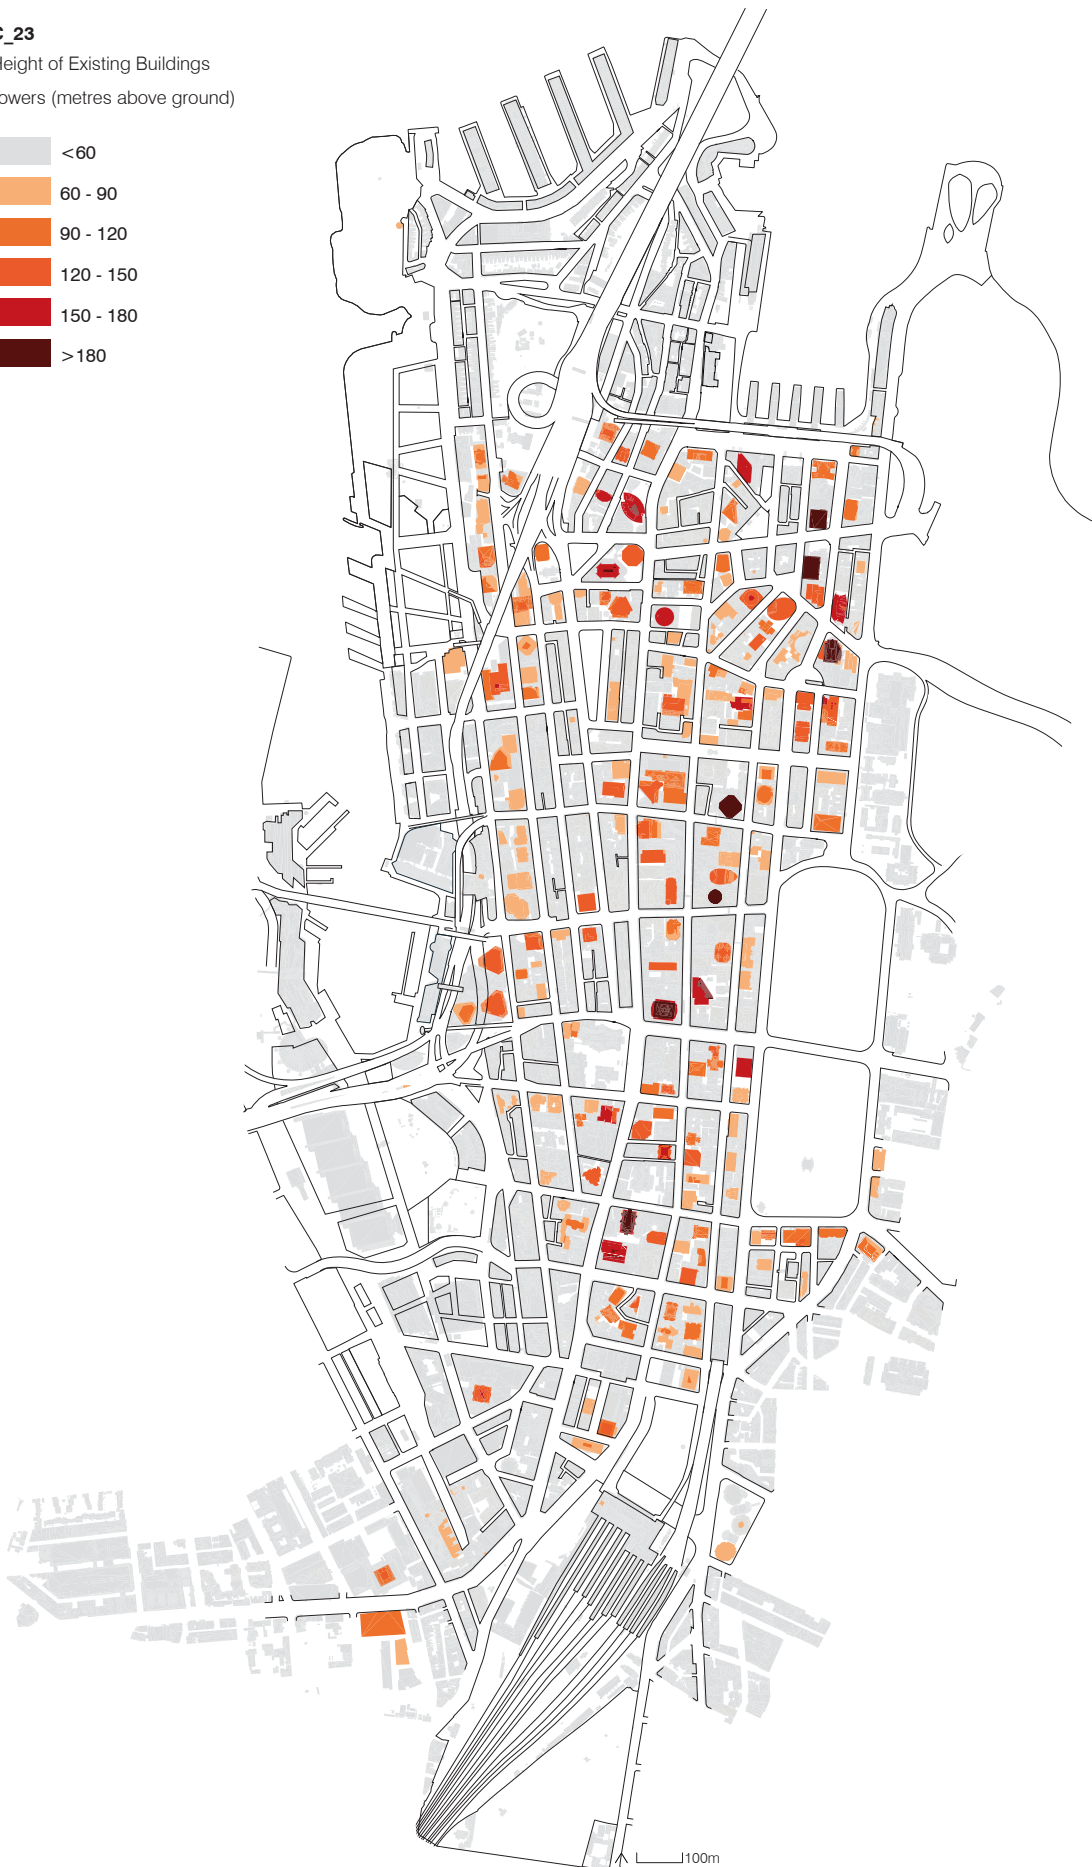 C_23
Height of Existing Buildings
Towers (metres above ground)
<60
60 - 90
90 - 120
120 - 150
150 - 180
>180
100m